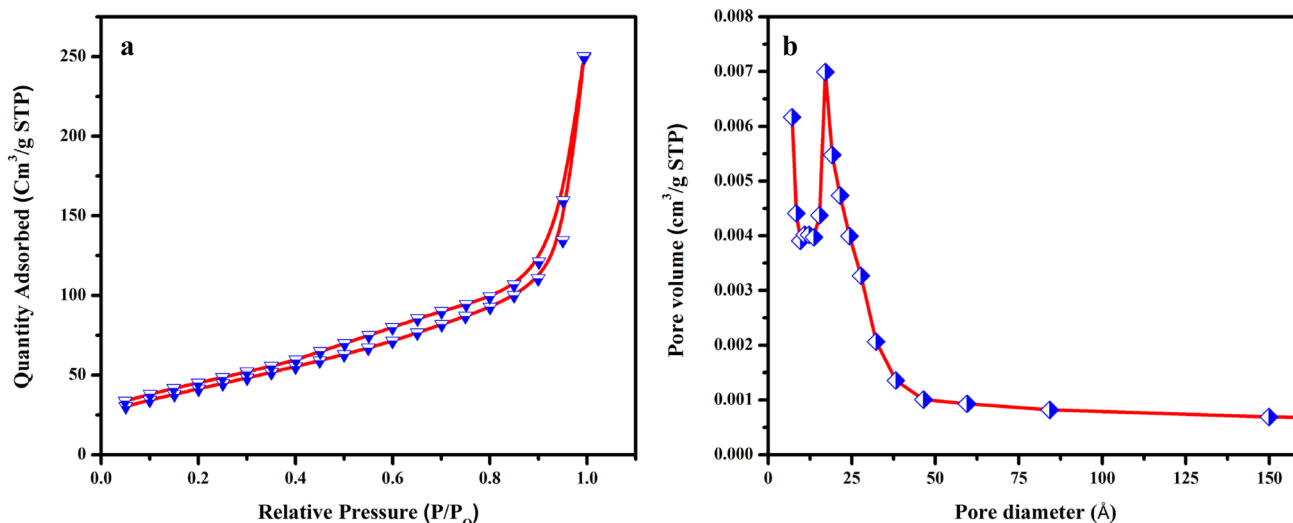 a
250
200
150
100
50
0
0.0 0.2 0.4 0.6 0.8 1.0
Quantity Adsorbed (Cm³/g STP)
Relative Pressure (P/P₀)
b
0.008
0.007
0.006
0.005
0.004
0.003
0.002
0.001
0.000
0 25 50 75 100 125 150
Pore volume (cm³/g STP)
Pore diameter (Å)